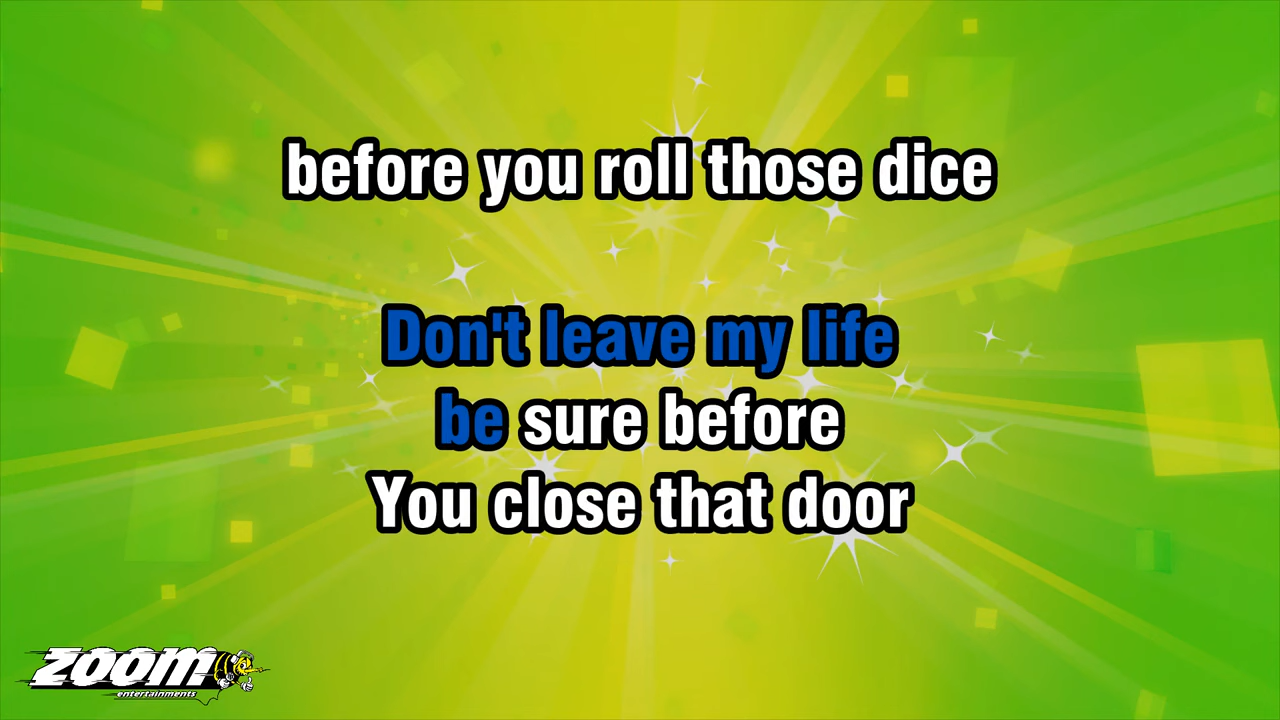 before you roll those dice
Don't leave my life
be sure before
You close that door
zoom
entertainments